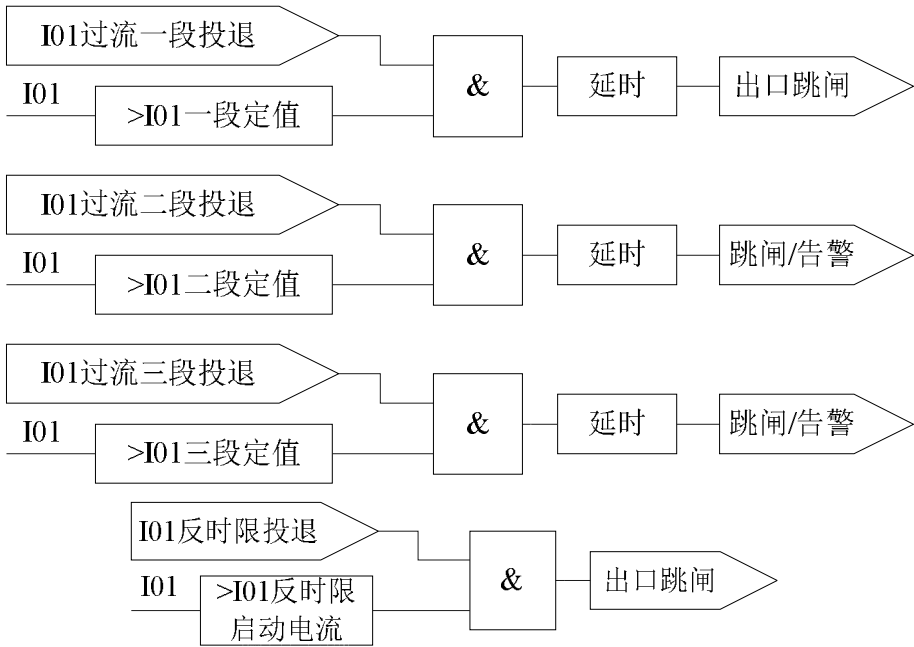 I01过流一段投退
I01
>I01一段定值
&
延时
出口跳闸
I01过流二段投退
I01
>I01二段定值
&
延时
跳闸/告警
I01过流三段投退
I01
>I01三段定值
&
延时
跳闸/告警
I01反时限投退
I01
>I01反时限
启动电流
&
出口跳闸